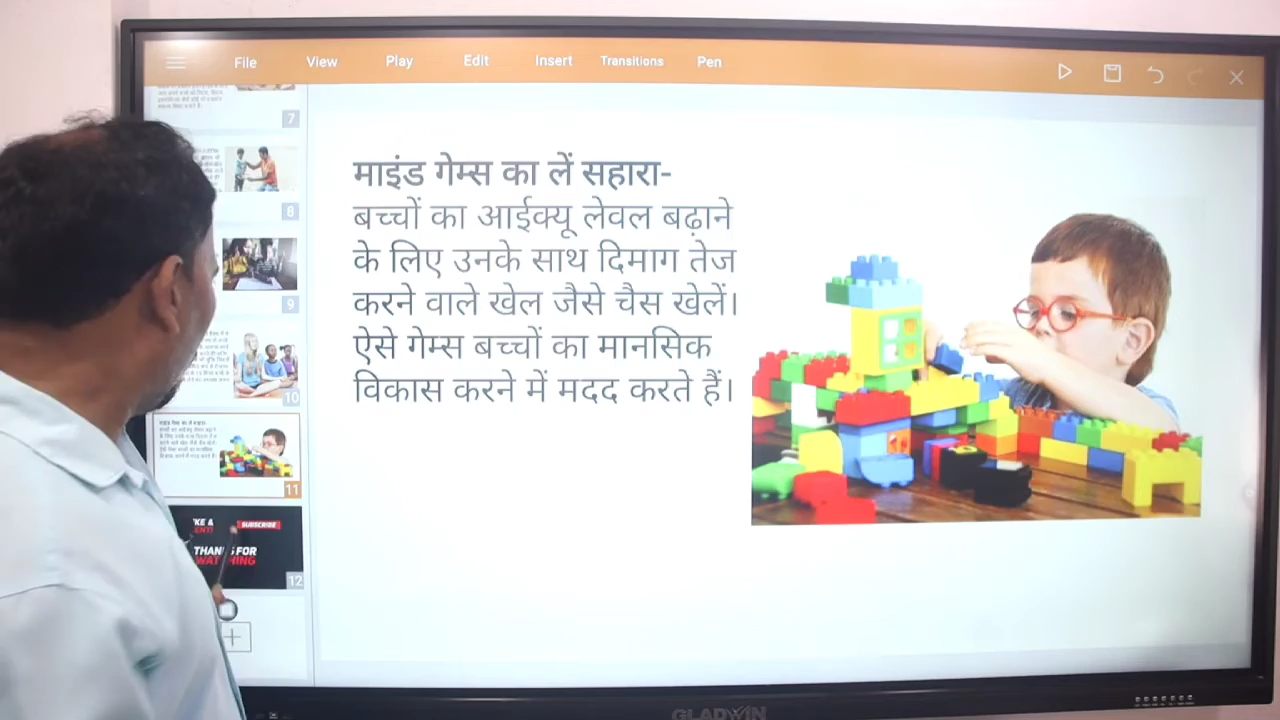 File View Play Edit Insert Transitions Pen
7
8
9
10
11
KE &
SUBSCRIBE
THANKS FOR
12
माइंड गेम्स का लें सहारा-
बच्चों का आईक्यू लेवल बढ़ाने
के लिए उनके साथ दिमाग तेज
करने वाले खेल जैसे चैस खेलें।
ऐसे गेम्स बच्चों का मानसिक
विकास करने में मदद करते हैं।
GLADWIN